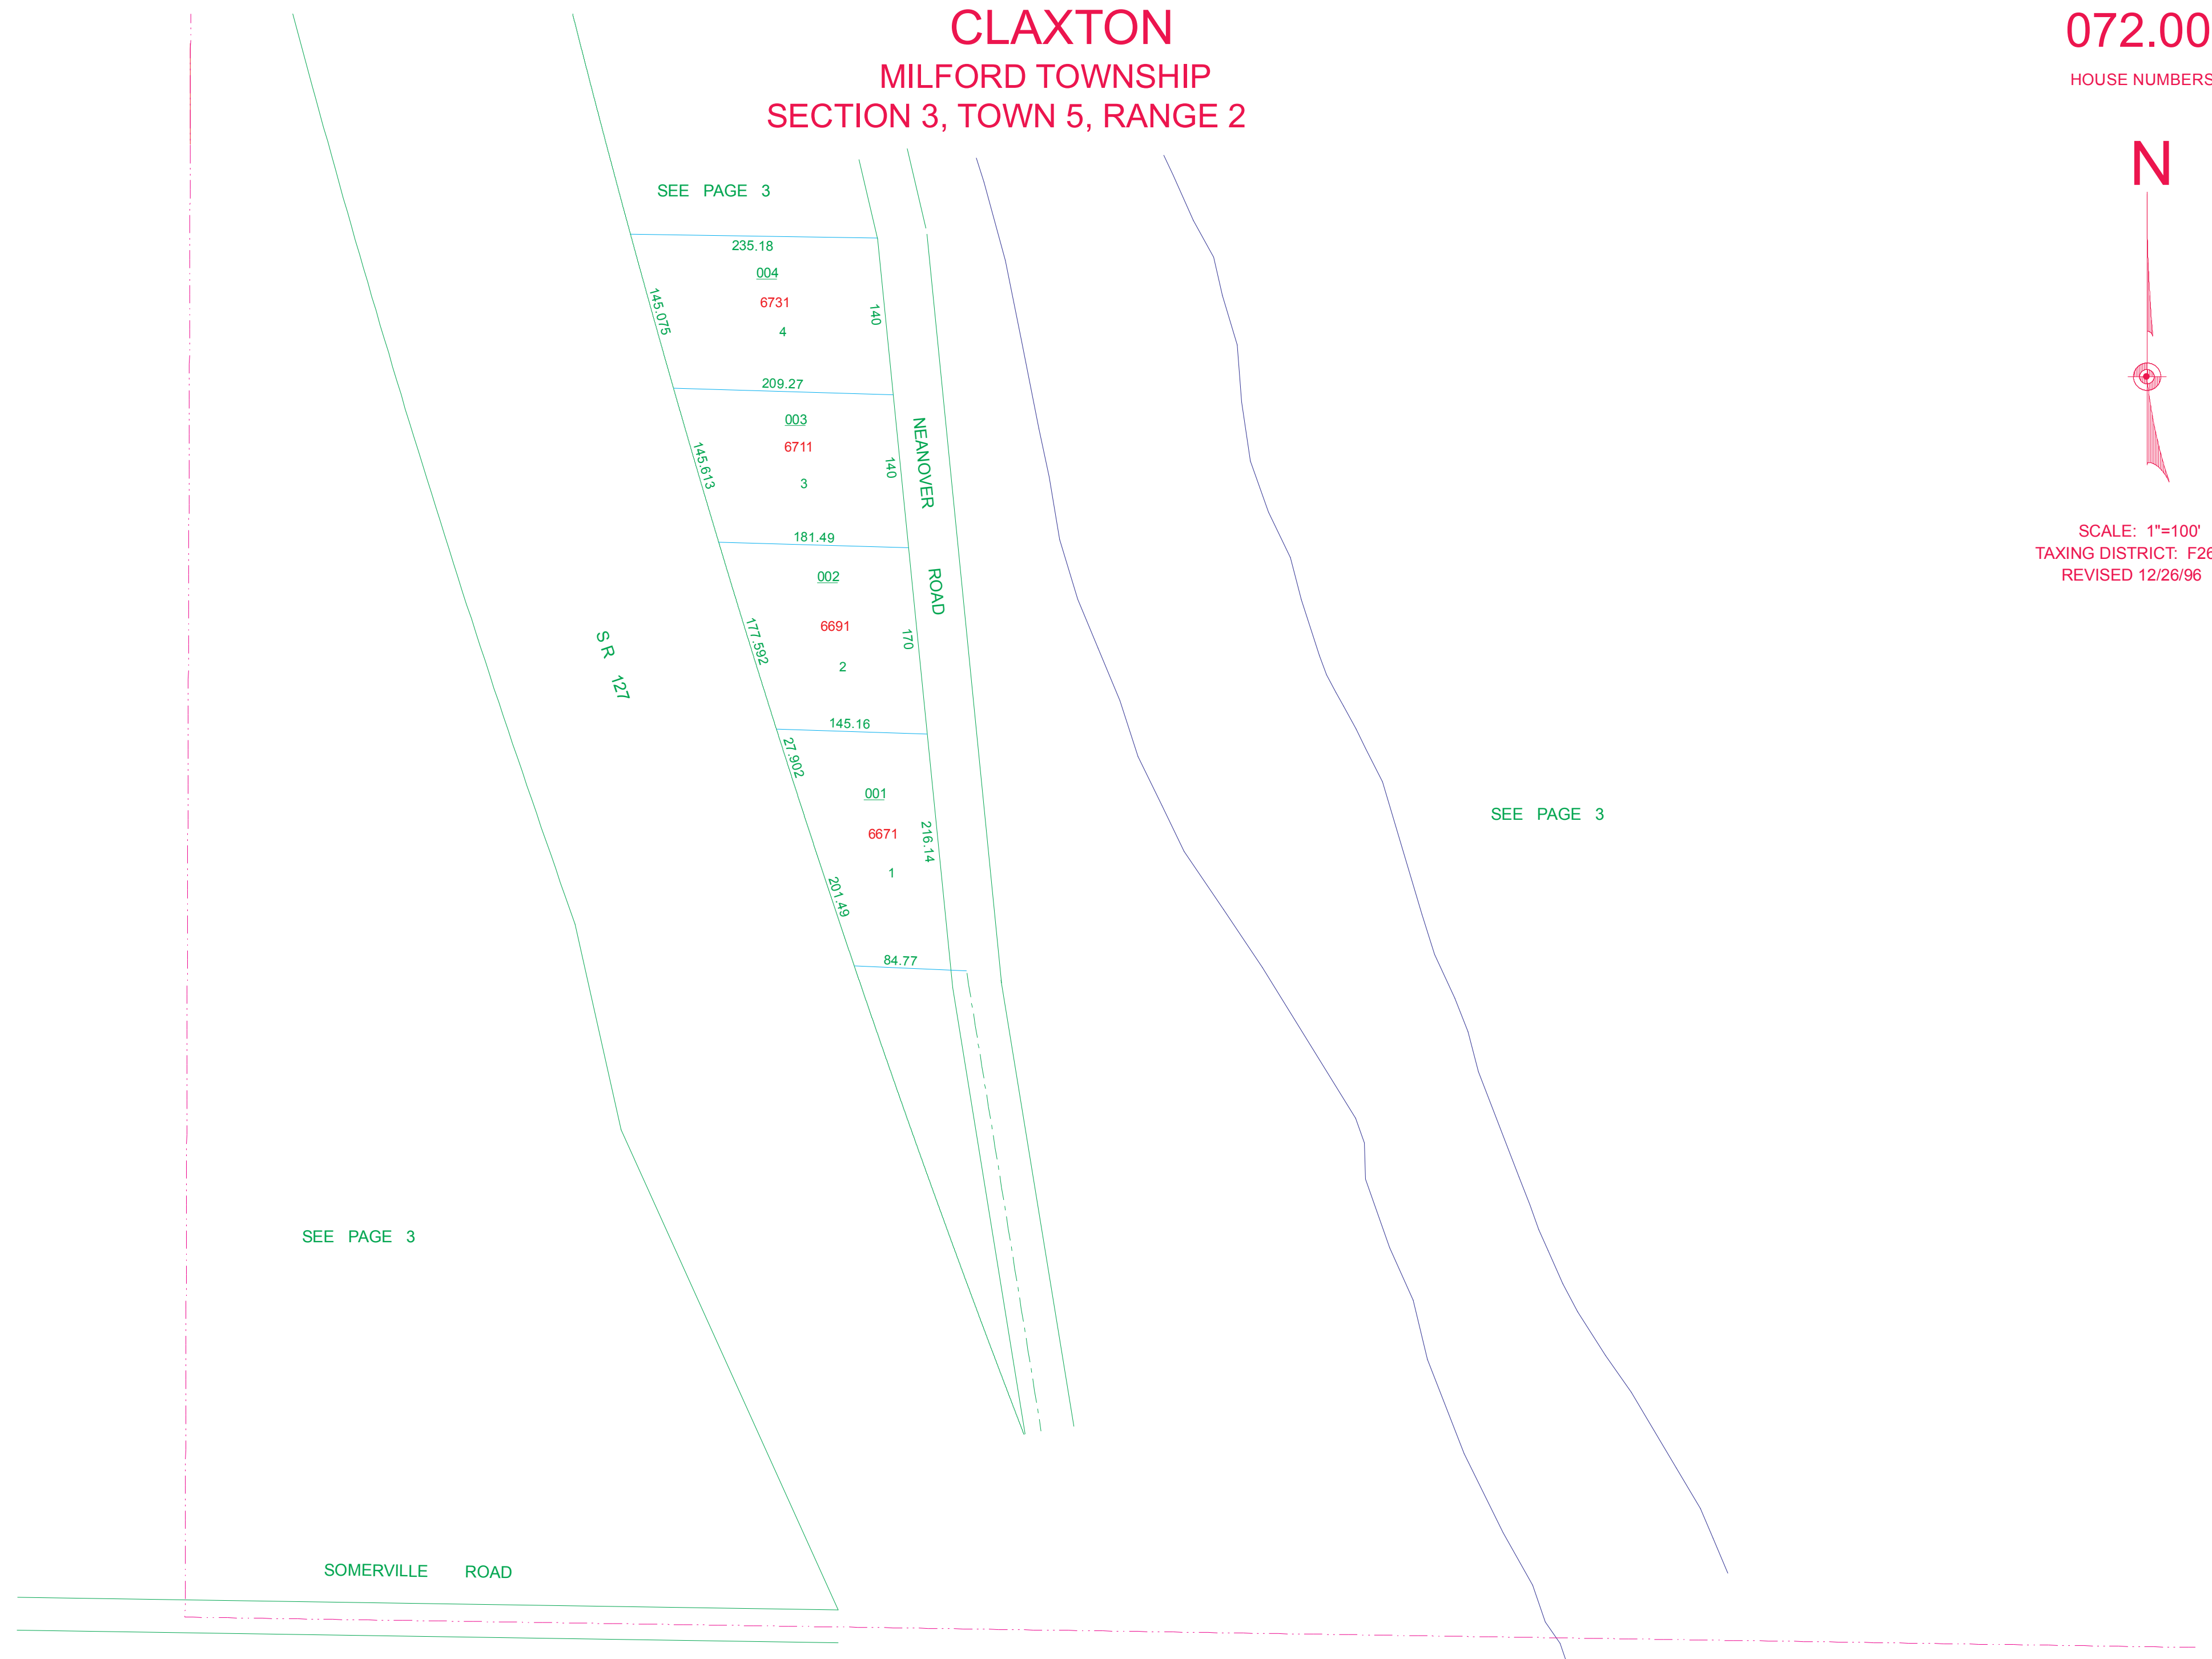 CLAXTON
MILFORD TOWNSHIP
SECTION 3, TOWN 5, RANGE 2
072.00
HOUSE NUMBERS
N
SCALE: 1"=100'
TAXING DISTRICT: F26
REVISED 12/26/96
SEE PAGE 3
235.18
004
6731
4
145.075
140
209.27
003
6711
3
145.613
140
NEANOVER ROAD
181.49
002
6691
2
177.592
170
S R 127
145.16
27.902
001
6671
1
216.14
201.49
84.77
SEE PAGE 3
SEE PAGE 3
SOMERVILLE ROAD